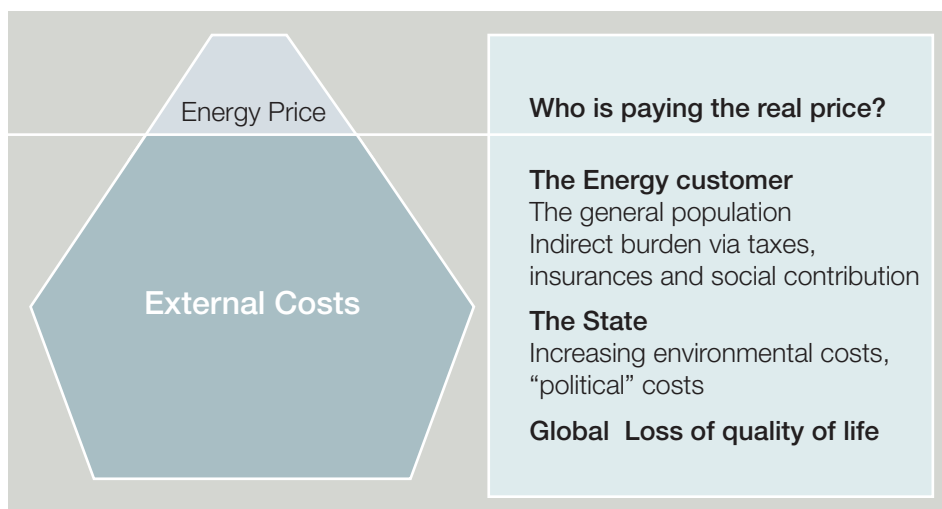 Energy Price
External Costs
Who is paying the real price?
The Energy customer
The general population
Indirect burden via taxes,
insurances and social contribution
The State
Increasing environmental costs,
“political” costs
Global  Loss of quality of life